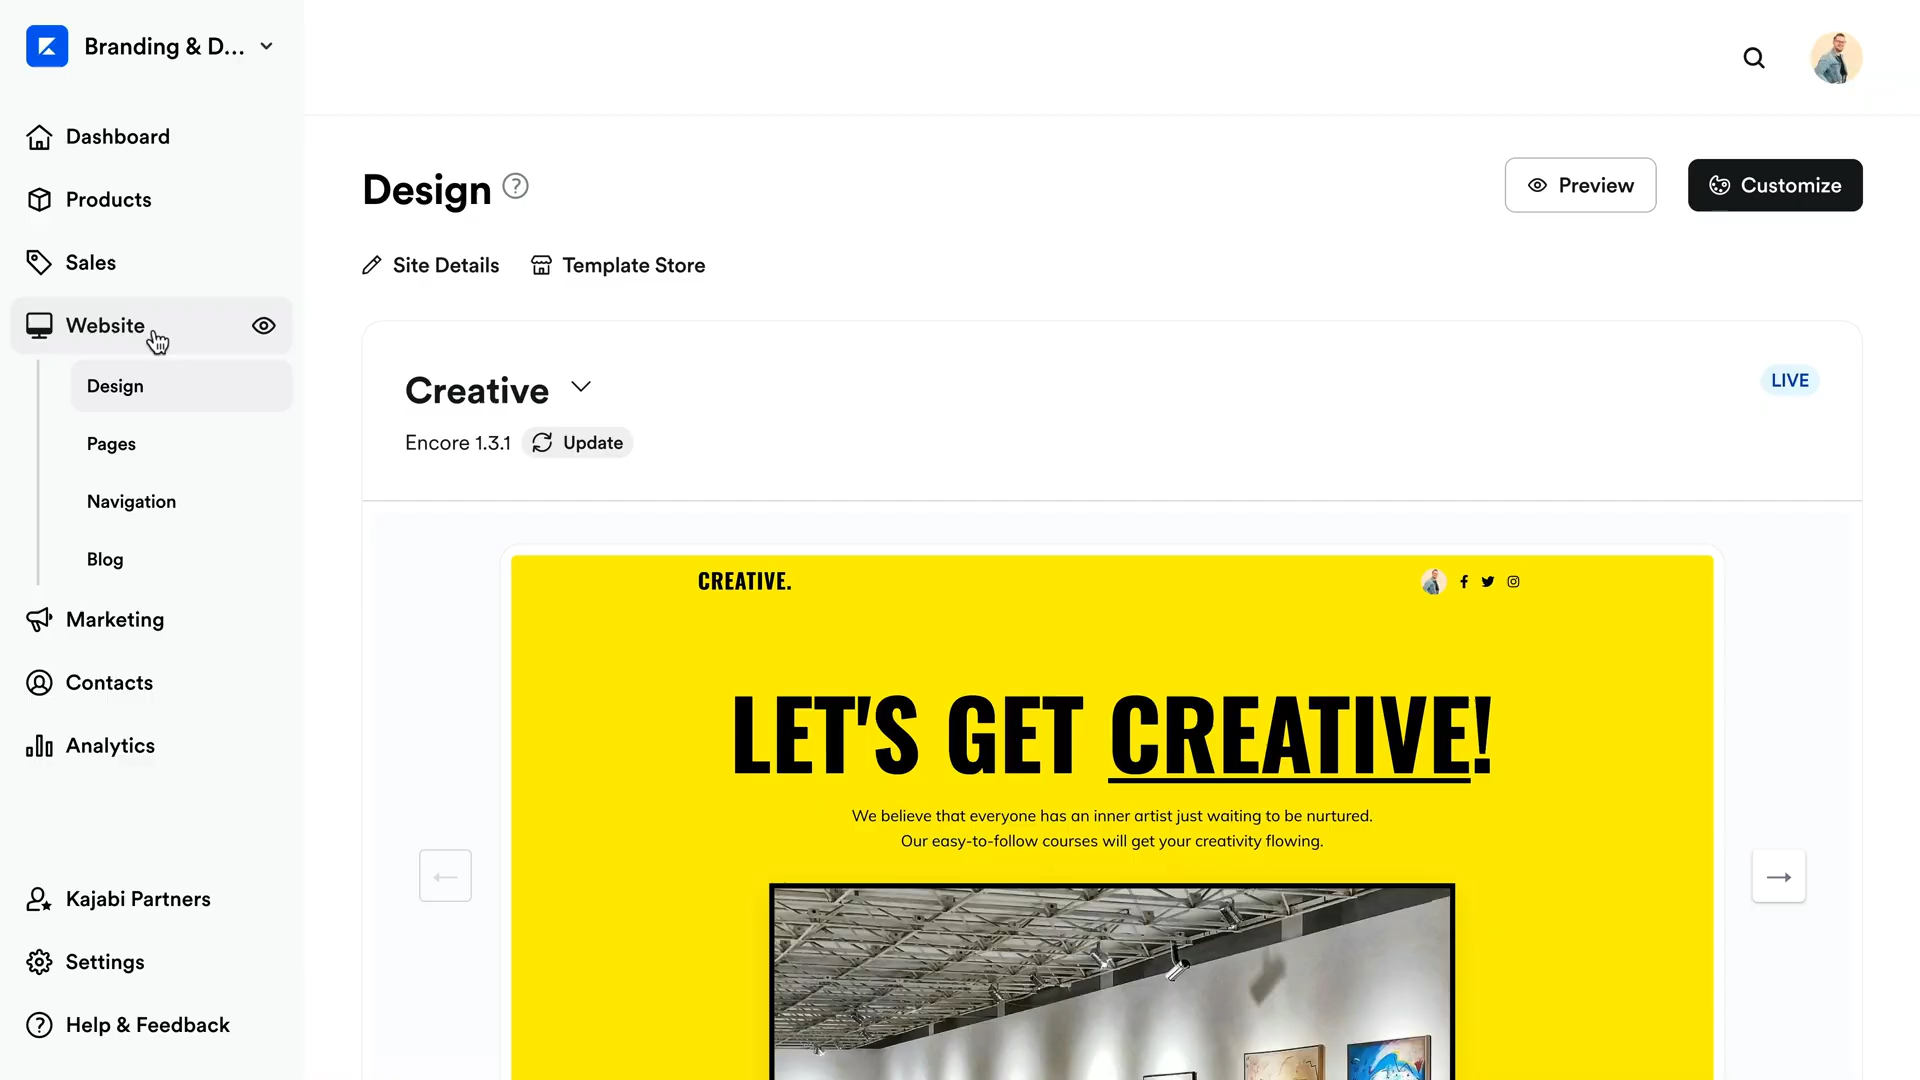 Branding & D...
Dashboard
Products
Sales
Website
Design
Pages
Navigation
Blog
Marketing
Contacts
Analytics
Kajabi Partners
Settings
Help & Feedback
Design
Preview
Customize
Site Details
Template Store
Creative
LIVE
Encore 1.3.1
Update
CREATIVE.
LET'S GET CREATIVE!
We believe that everyone has an inner artist just waiting to be nurtured.
Our easy-to-follow courses will get your creativity flowing.